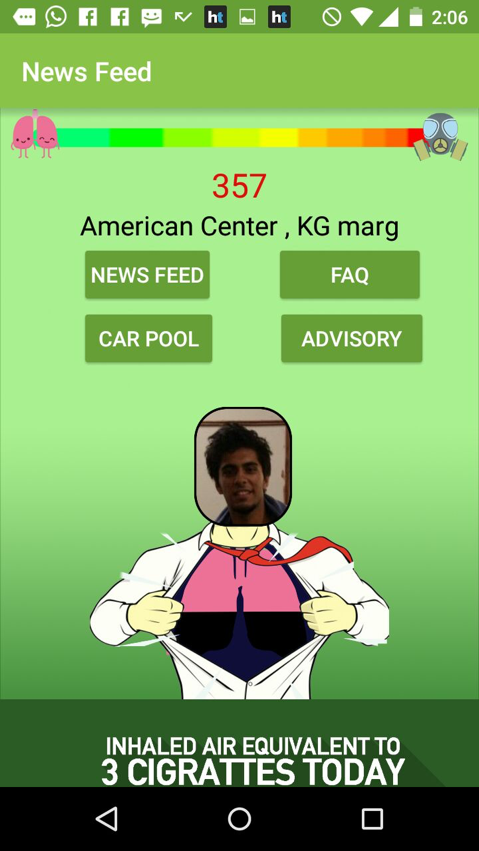 ht
ht
2:06
News Feed
357
American Center , KG marg
NEWS FEED
FAQ
CAR POOL
ADVISORY
INHALED AIR EQUIVALENT TO
3 CIGRATTES TODAY